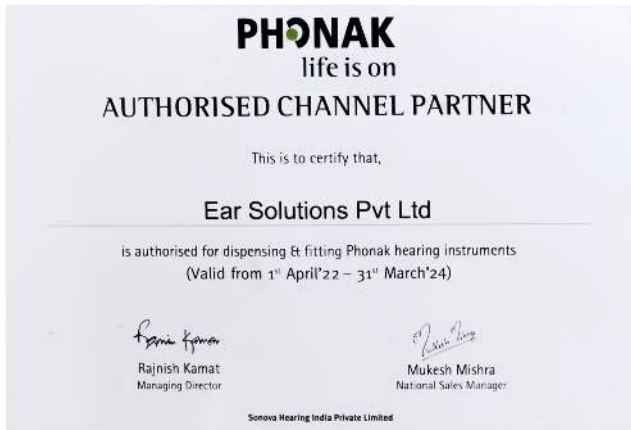 PHONAK
life is on
AUTHORISED CHANNEL PARTNER
This is to certify that,
Ear Solutions Pvt Ltd
is authorised for dispensing & fitting Phonak hearing instruments
(Valid from 1st April'22 – 31st March'24)
Rajnish Kamat
Managing Director
Mukesh Mishra
National Sales Manager
Sonova Hearing India Private Limited